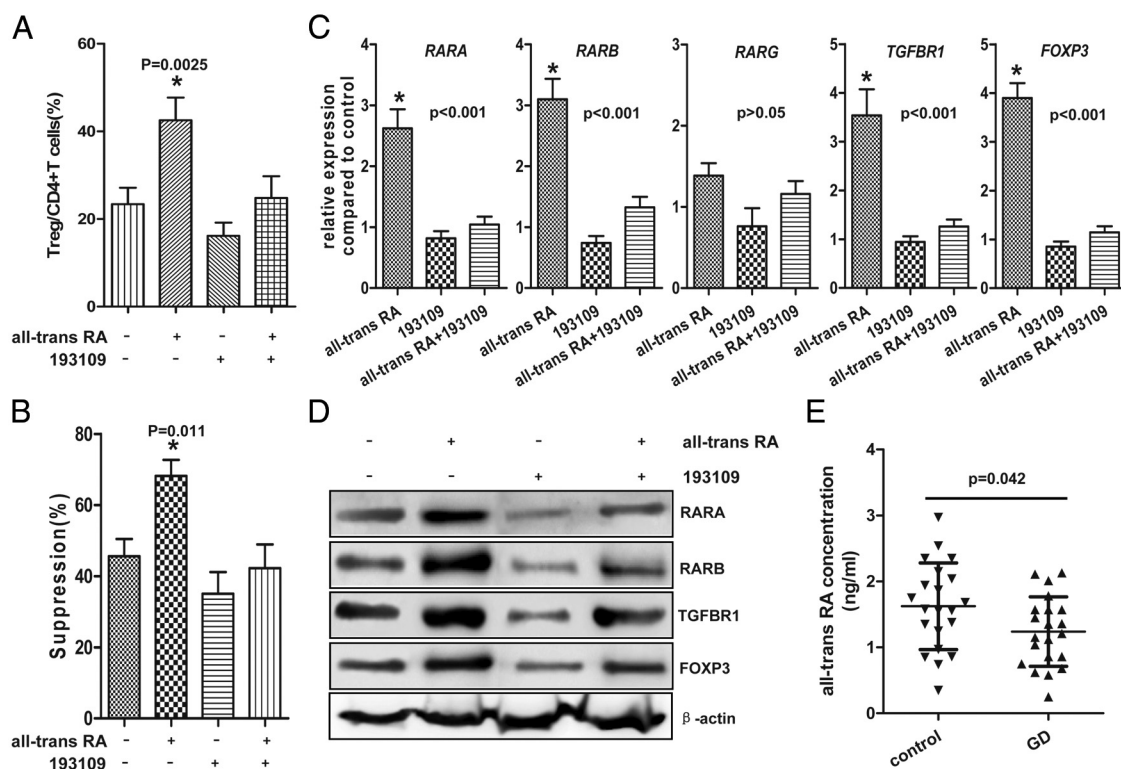 A
60
40
20
0
Treg/CD4+T cells(%)
P=0.0025
*
all-trans RA - + - +
193109 - - + +
C
relative expression
compared to control
RARA
4
3
2
1
0
*
p<0.001
all-trans RA
193109
all-trans RA+193109
RARB
4
3
2
1
0
*
p<0.001
all-trans RA
193109
all-trans RA+193109
RARG
3
2
1
0
p>0.05
all-trans RA
193109
all-trans RA+193109
TGFBR1
5
4
3
2
1
0
*
p<0.001
all-trans RA
193109
all-trans RA+193109
FOXP3
5
4
3
2
1
0
*
p<0.001
all-trans RA
193109
all-trans RA+193109
B
80
60
40
20
0
Suppression(%)
P=0.011
*
all-trans RA - + - +
193109 - - + +
D
- + - + all-trans RA
- - + + 193109
RARA
RARB
TGFBR1
FOXP3
β-actin
E
all-trans RA concentration
(ng/ml)
4
3
2
1
0
p=0.042
control
GD